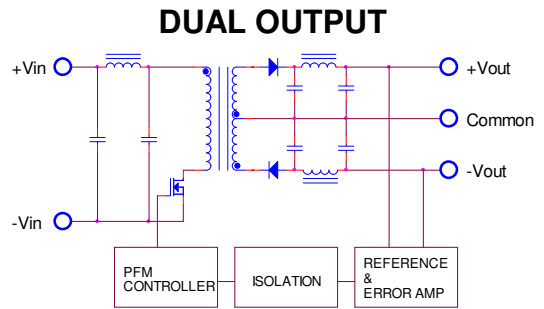 DUAL OUTPUT
+Vin
+Vout
Common
-Vout
-Vin
PFM
CONTROLLER
ISOLATION
REFERENCE
&
ERROR AMP